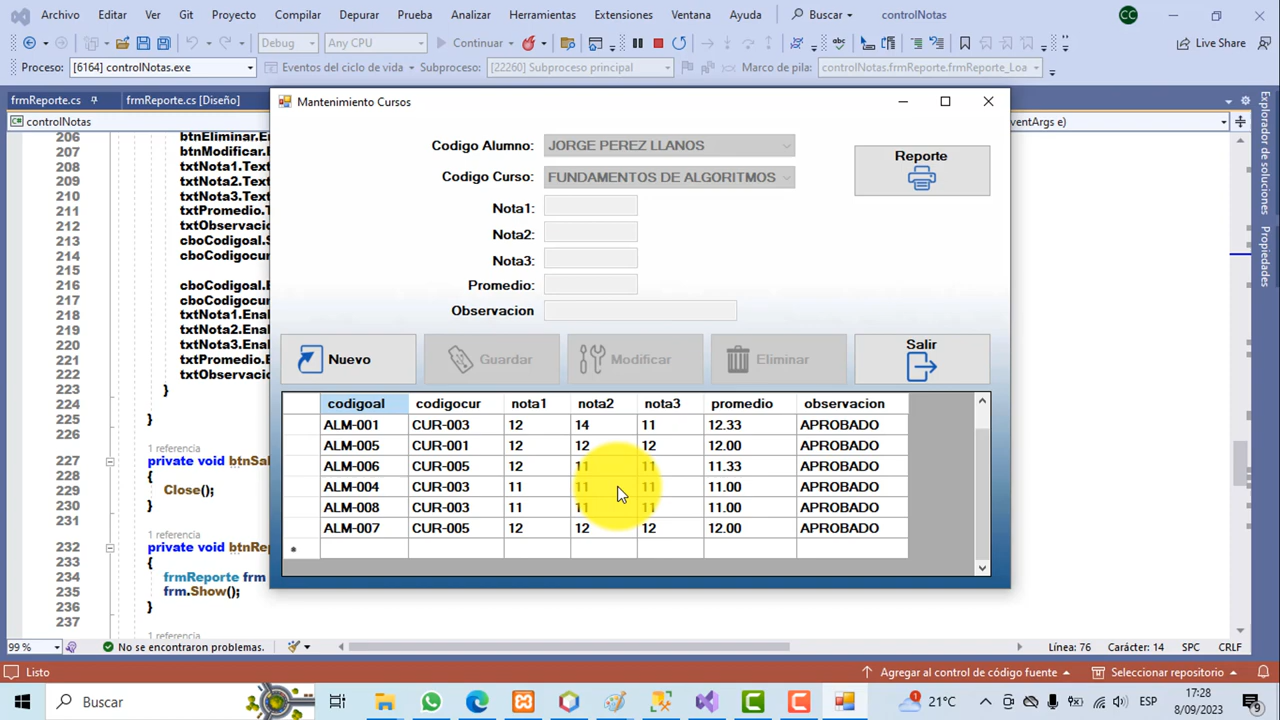 Archivo Editar Ver Git Proyecto Compilar Depurar Prueba Analizar Herramientas Extensiones Ventana Ayuda Buscar controlNotas CC
Debug Any CPU Continuar Live Share
Proceso: [6164] controlNotas.exe Eventos del ciclo de vida Subproceso: [22260] Subproceso principal Marco de pila: controlNotas.frmReporte.frmReporte_Loa
frmReporte.cs frmReporte.cs [Diseño]
controlNotas ventArgs e)
Mantenimiento Cursos
Codigo Alumno: JORGE PEREZ LLANOS
Codigo Curso: FUNDAMENTOS DE ALGORITMOS
Reporte
Nota1:
Nota2:
Nota3:
Promedio:
Observacion
Nuevo Guardar Modificar Eliminar Salir
codigoal codigocur nota1 nota2 nota3 promedio observacion
ALM-001 CUR-003 12 14 11 12.33 APROBADO
ALM-005 CUR-001 12 12 12 12.00 APROBADO
ALM-006 CUR-005 12 11 11 11.33 APROBADO
ALM-004 CUR-003 11 11 11 11.00 APROBADO
ALM-008 CUR-003 11 11 11 11.00 APROBADO
ALM-007 CUR-005 12 12 12 12.00 APROBADO
206 btnEliminar.E
207 btnModificar.
208 txtNota1.Text
209 txtNota2.Text
210 txtNota3.Text
211 txtPromedio.T
212 txtObservacio
213 cboCodigoal.S
214 cboCodigocur
215
216 cboCodigoal.E
217 cboCodigocur
218 txtNota1.Enal
219 txtNota2.Enal
220 txtNota3.Enal
221 txtPromedio.E
222 txtObservacio
223 }
224
225 }
226
1 referencia
227 private void btnSal
228 {
229 Close();
230 }
231
1 referencia
232 private void btnRep
233 {
234 frmReporte frm
235 frm.Show();
236 }
237
1 referencia
Explorador de soluciones
Propiedades
99 % No se encontraron problemas. Línea: 76 Carácter: 14 SPC CRLF
Listo Agregar al control de código fuente Seleccionar repositorio
Buscar 1 21°C ESP 17:28
8/09/2023 9